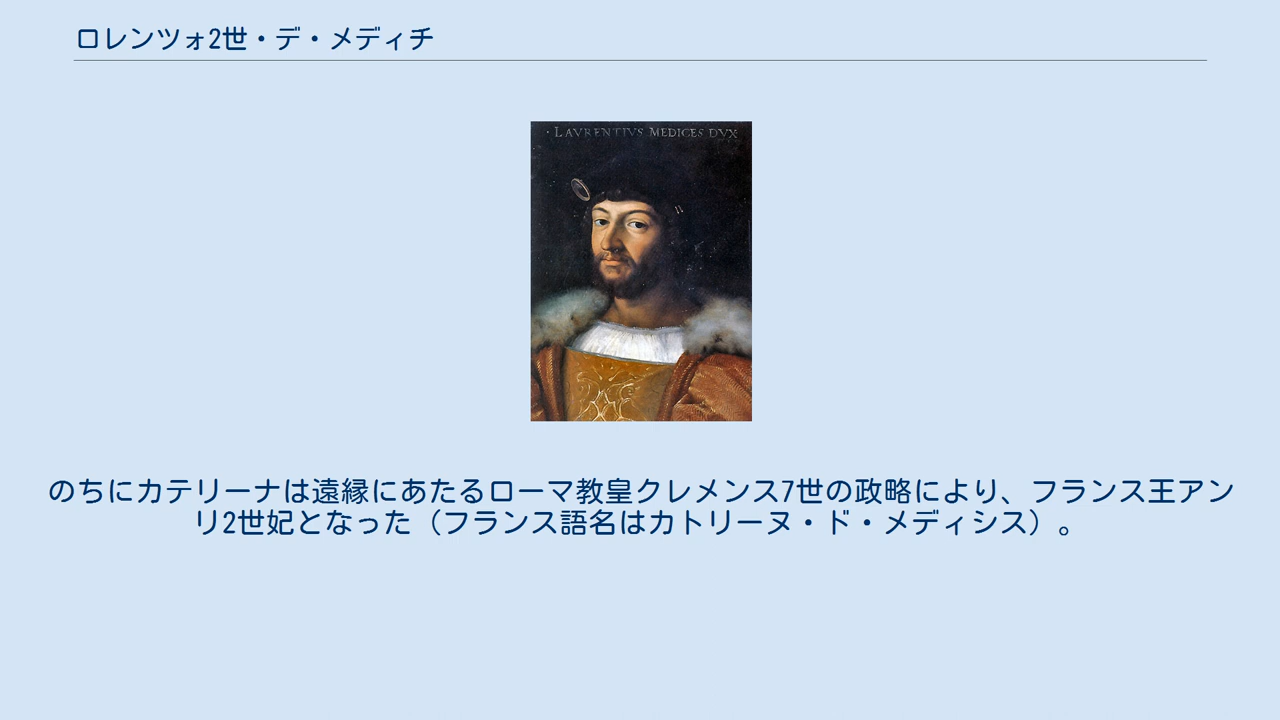 ロレンツォ2世・デ・メディチ
· LAVRENTIVS MEDICES DVX
のちにカテリーナは遠縁にあたるローマ教皇クレメンス7世の政略により、フランス王アン
リ2世妃となった（フランス語名はカトリーヌ・ド・メディシス）。